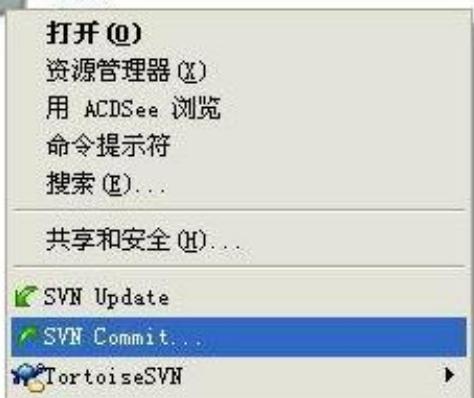 打开(O)
资源管理器(X)
用 ACDSee 浏览
命令提示符
搜索(E)...
共享和安全(H)...
SVN Update
SVN Commit...
TortoiseSVN